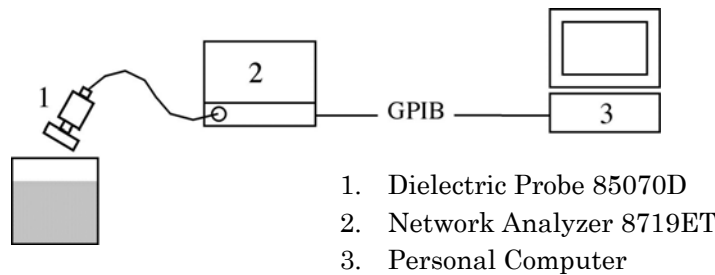 1
2
GPIB
3
1. Dielectric Probe 85070D
2. Network Analyzer 8719ET
3. Personal Computer